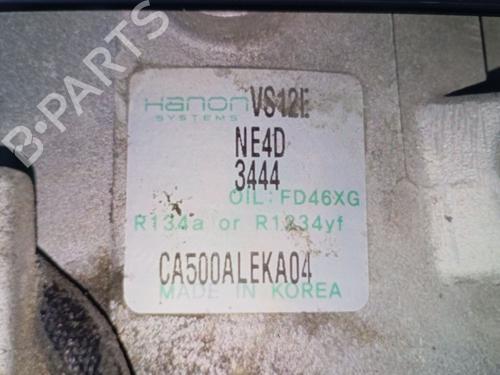 Hanon VS12E
SYSTEMS
NE4D
3444
OIL: FD46XG
R134a or R1234yf
CA500ALEKA04
MADE IN KOREA
B-Parts